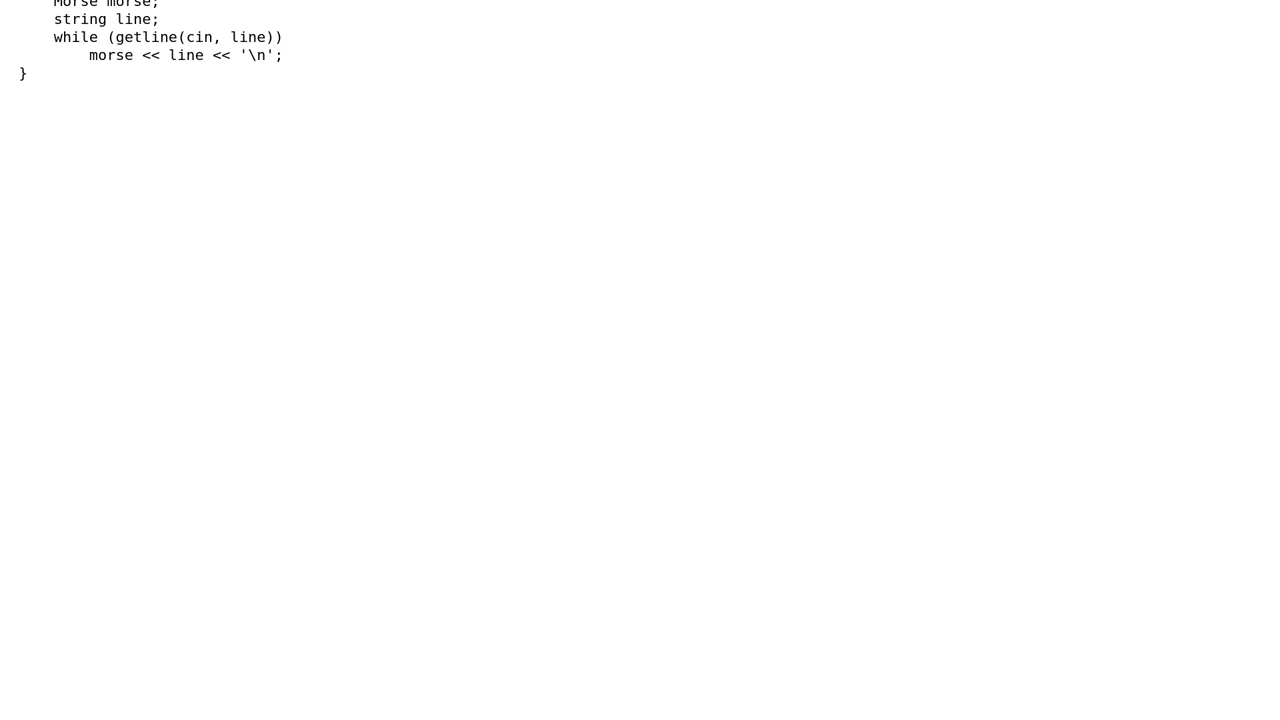 Morse morse;
    string line;
    while (getline(cin, line))
        morse << line << '\n';
}